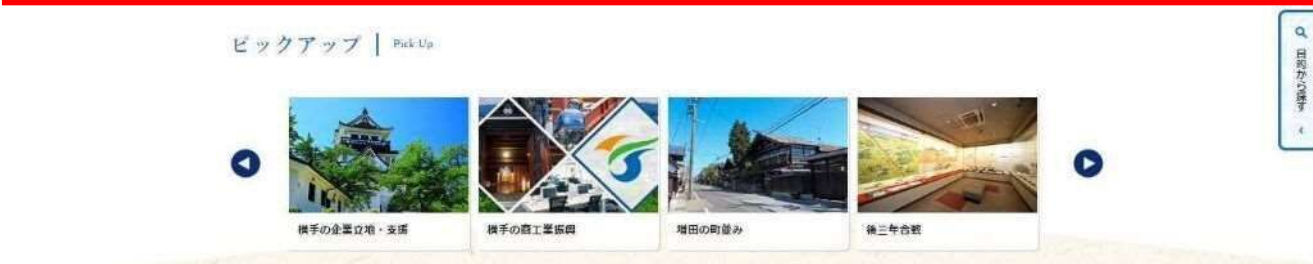 ピックアップ | Pick Up
目的から探す
横手の企業立地・支援
横手の商工業振興
増田の町並み
後三年合戦